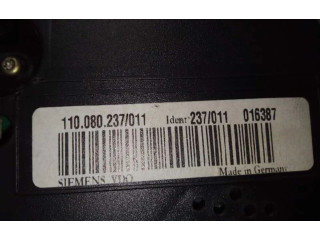 110.080.237/011 Ident: 237/011 016387
SIEMENS VDO Made in Germany